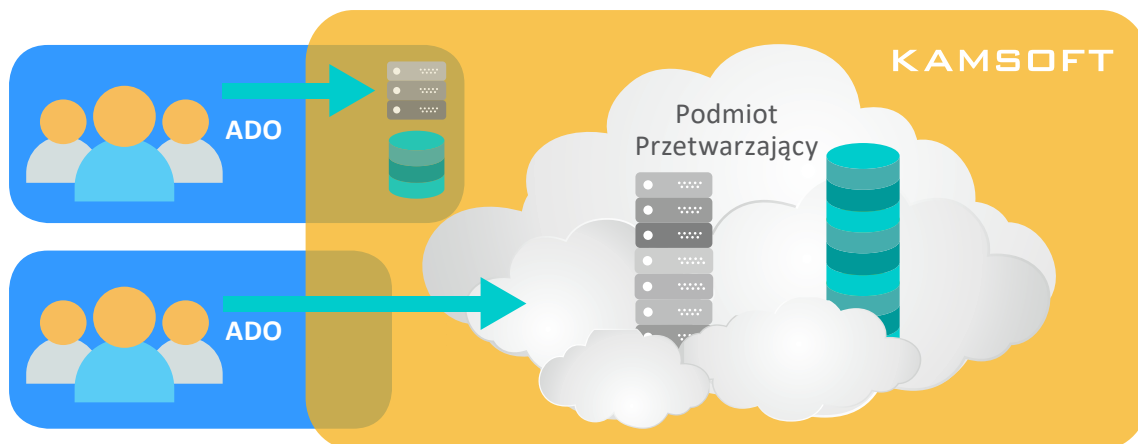 KAMSOFT
Podmiot
Przetwarzający
ADO
ADO